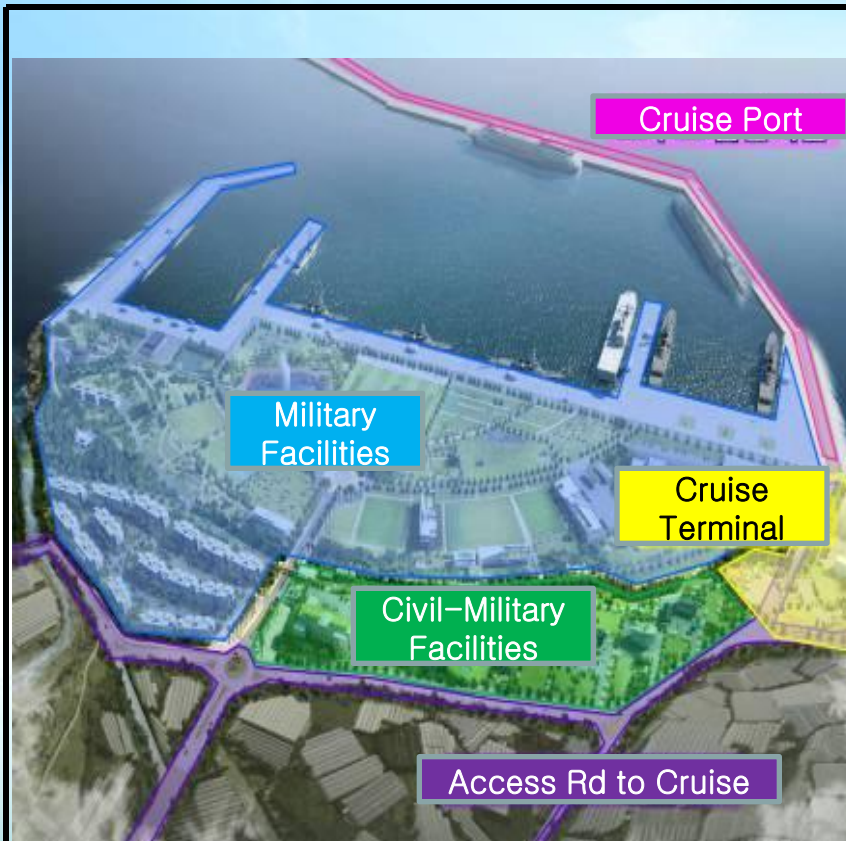 Cruise Port
Military
Facilities
Cruise
Terminal
Civil-Military
Facilities
Access Rd to Cruise